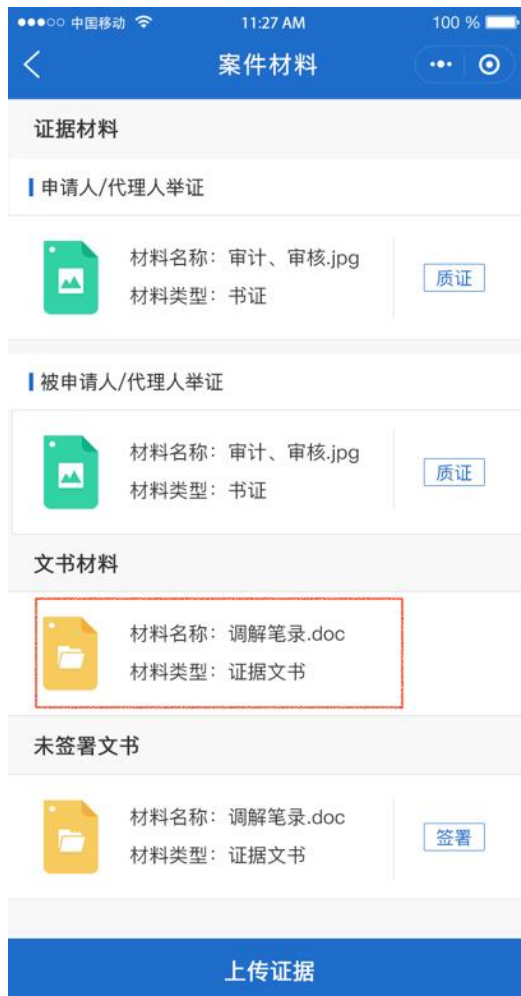 中国移动 11:27 AM 100 %
案件材料
证据材料
申请人/代理人举证
材料名称：审计、审核.jpg
材料类型：书证
质证
被申请人/代理人举证
材料名称：审计、审核.jpg
材料类型：书证
质证
文书材料
材料名称：调解笔录.doc
材料类型：证据文书
未签署文书
材料名称：调解笔录.doc
材料类型：证据文书
签署
上传证据